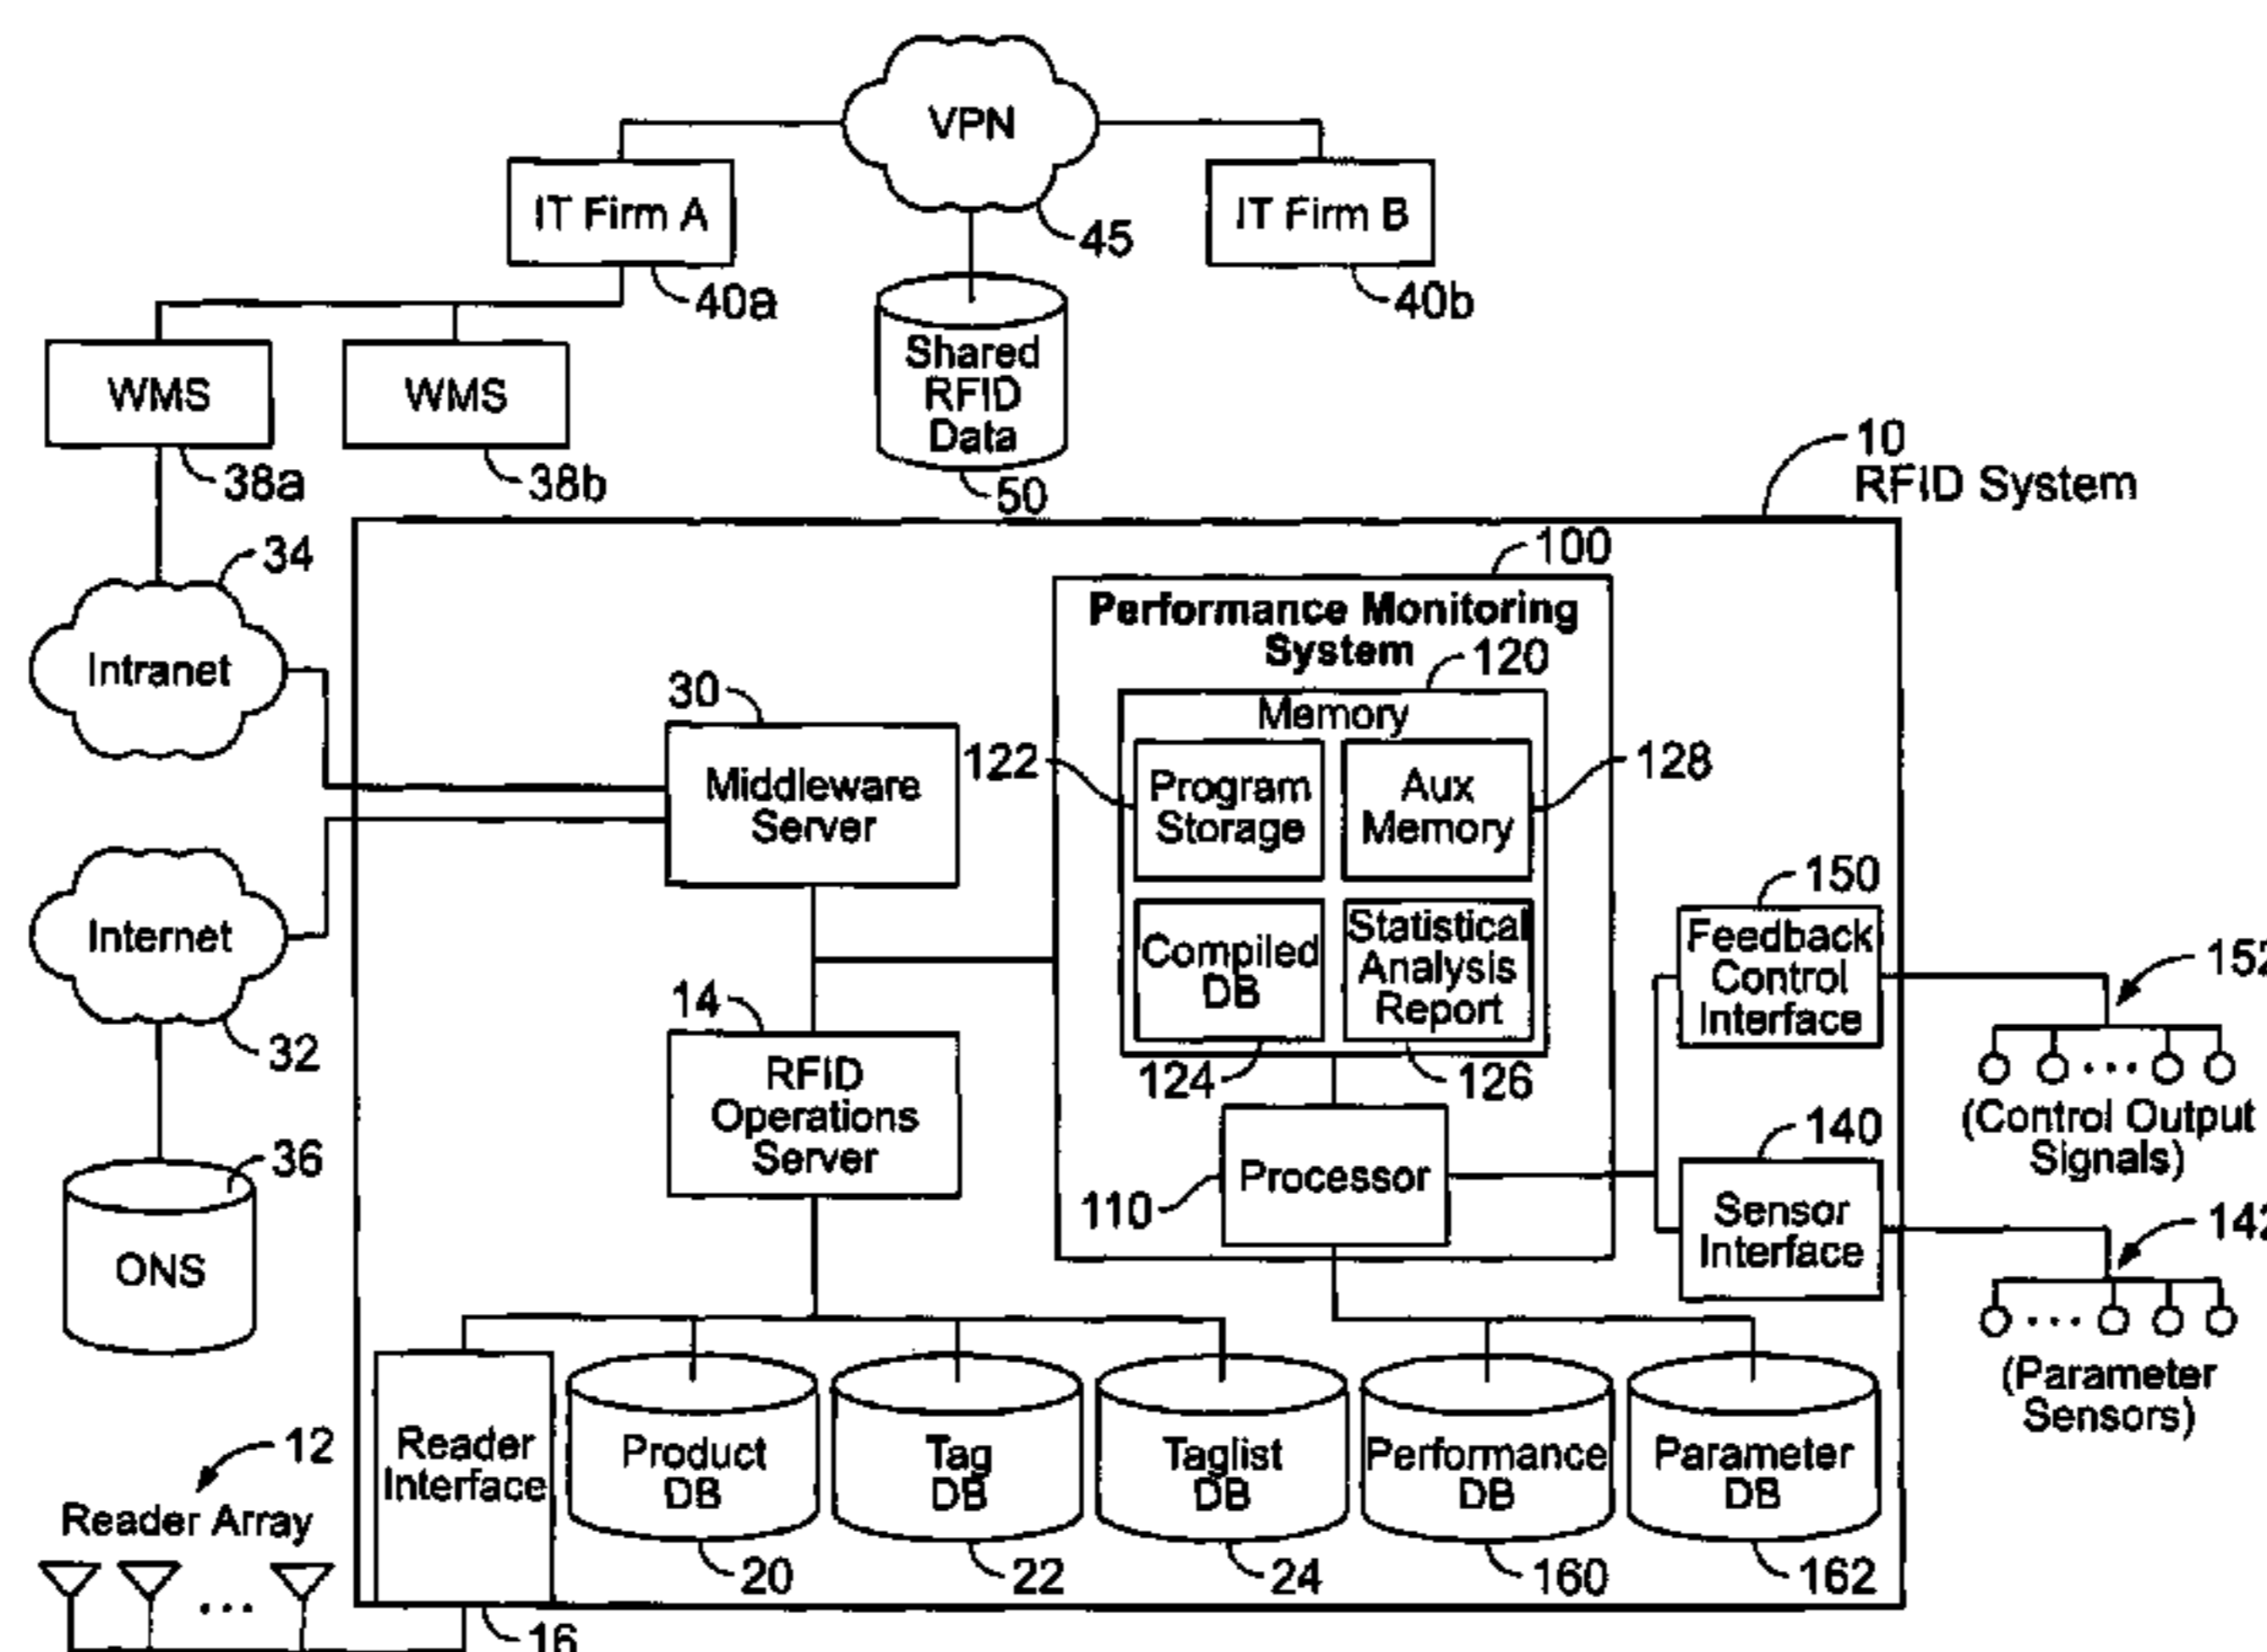 VPN
IT Firm A
IT Firm B
45
40a
40b
Shared
RFID
Data
WMS
WMS
38a
38b
50
10
RFID System
34
100
Performance Monitoring
System
120
Intranet
30
Memory
122
128
Middleware
Server
Program
Storage
Aux
Memory
150
Internet
Compiled
DB
Statistical
Analysis
Report
Feedback
Control
Interface
152
14
32
124
126
RFID
Operations
Server
(Control Output
Signals)
36
140
110
Processor
Sensor
Interface
142
ONS
(Parameter
Sensors)
12
Reader Array
Reader
Interface
Product
DB
Tag
DB
Taglist
DB
Performance
DB
Parameter
DB
20
22
24
160
162
16